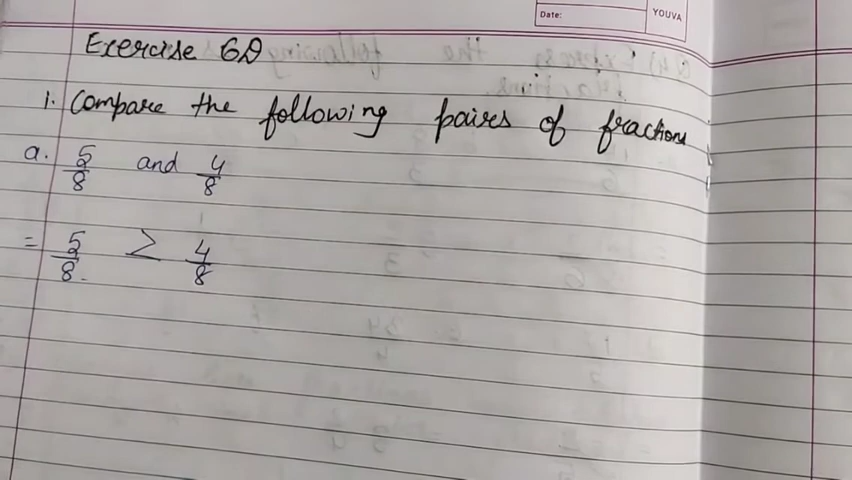 Date:
YOUVA
Exercise 6D
1. Compare the following paires of fractions
a. 5/8 and 4/8
= 5/8 > 4/8